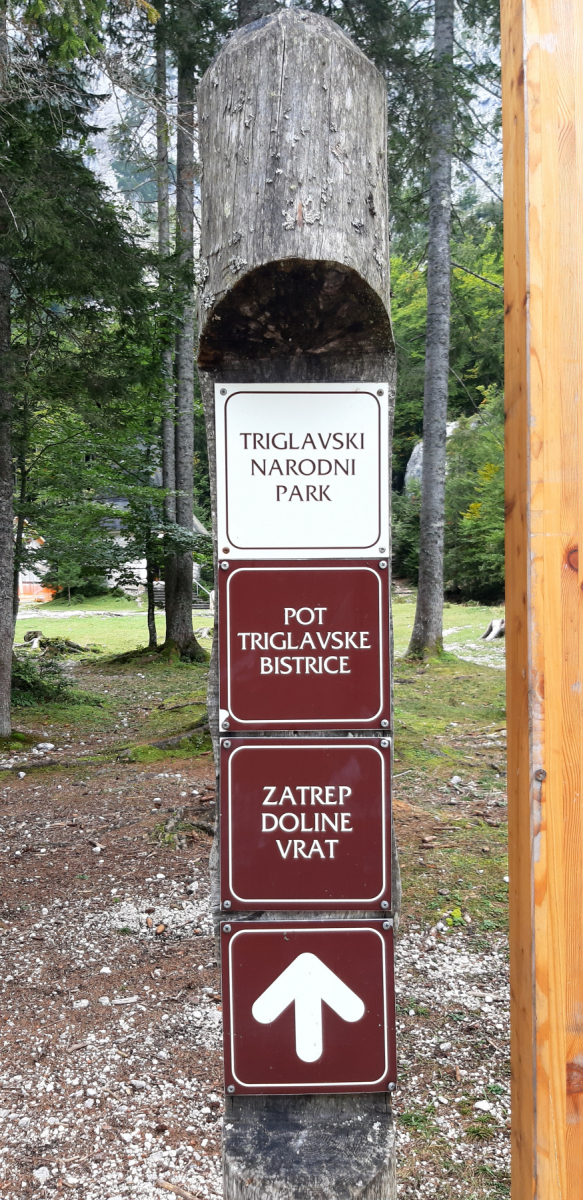 TRIGLAVSKI
NARODNI
PARK
POT
TRIGLAVSKE
BISTRICE
ZATREP
DOLINE
VRAT